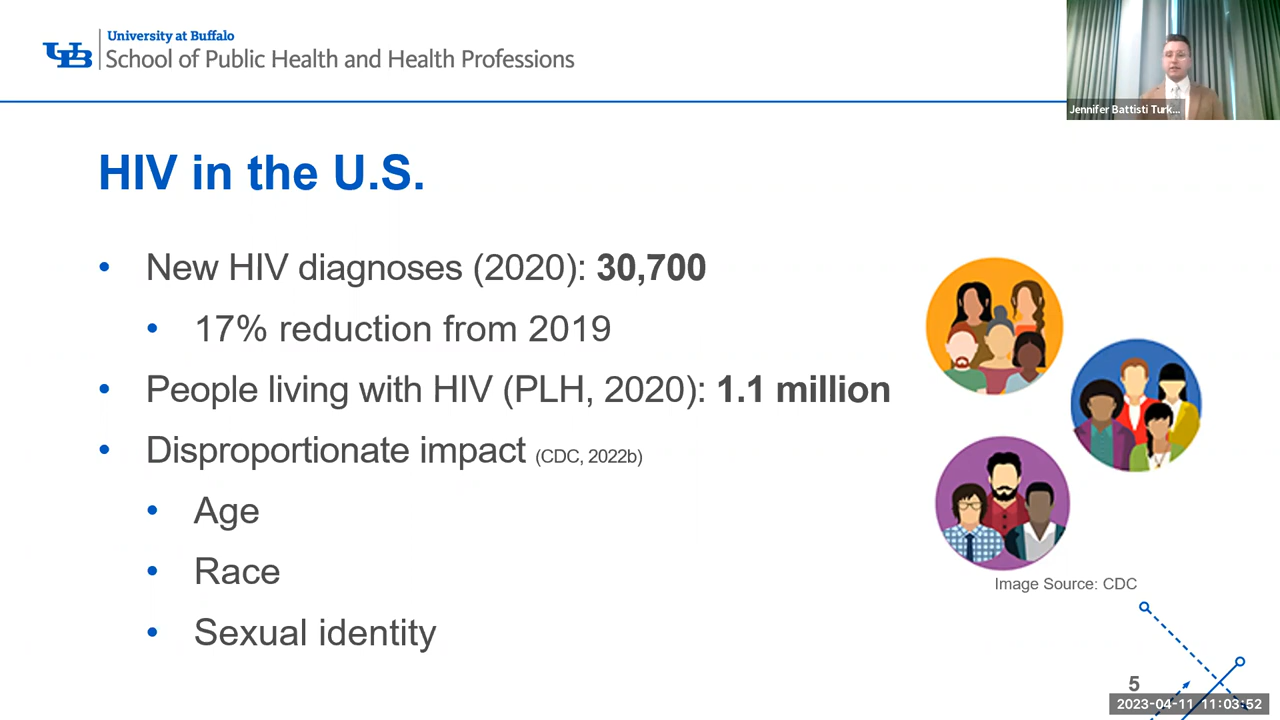 UB
University at Buffalo
School of Public Health and Health Professions
Jennifer Battisti Turk...
HIV in the U.S.
• New HIV diagnoses (2020): 30,700
• 17% reduction from 2019
• People living with HIV (PLH, 2020): 1.1 million
• Disproportionate impact (CDC, 2022b)
• Age
• Race
• Sexual identity
Image Source: CDC
5
2023-04-11 11:03:52